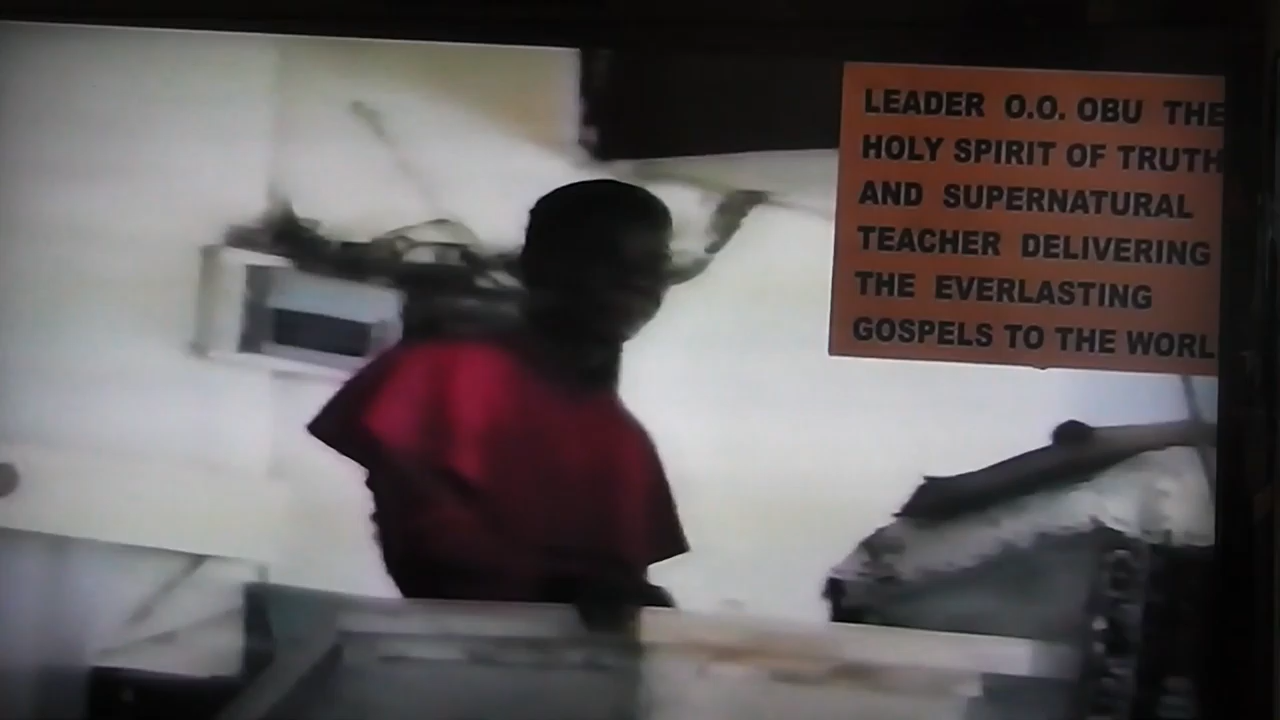 LEADER O.O. OBU THE
HOLY SPIRIT OF TRUTH
AND SUPERNATURAL
TEACHER DELIVERING
THE EVERLASTING
GOSPELS TO THE WORL